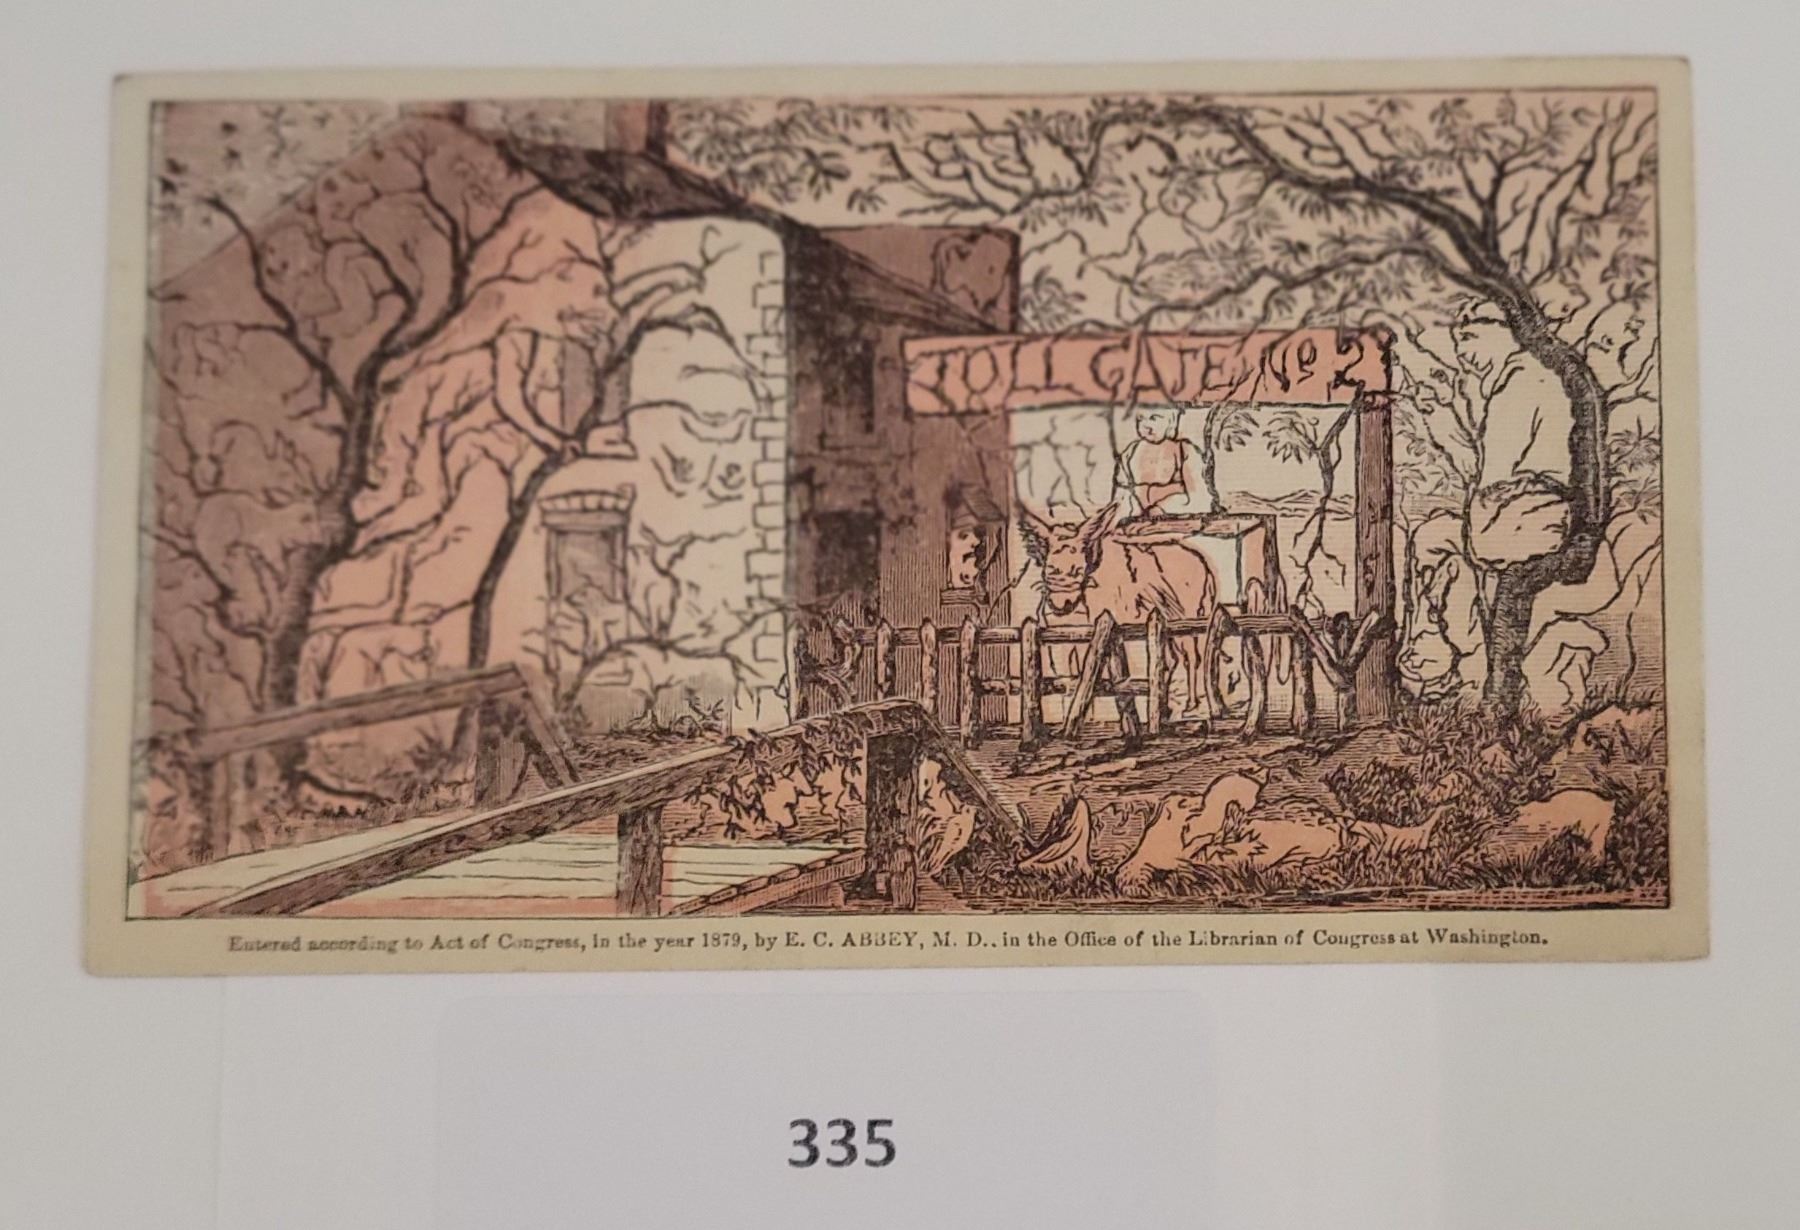 TOLL GATE No 2
Entered according to Act of Congress, in the year 1879, by E. C. ABBEY, M. D., in the Office of the Librarian of Congress at Washington.
335